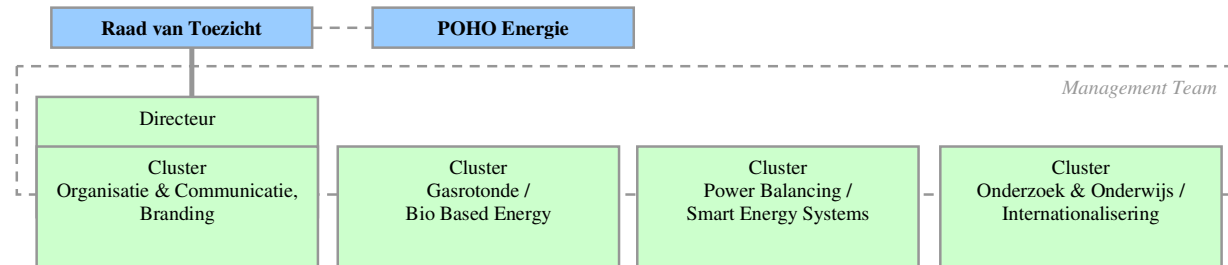 Raad van Toezicht
POHO Energie
Management Team
Directeur
Cluster
Organisatie & Communicatie,
Branding
Cluster
Gasrotonde /
Bio Based Energy
Cluster
Power Balancing /
Smart Energy Systems
Cluster
Onderzoek & Onderwijs /
Internationalisering